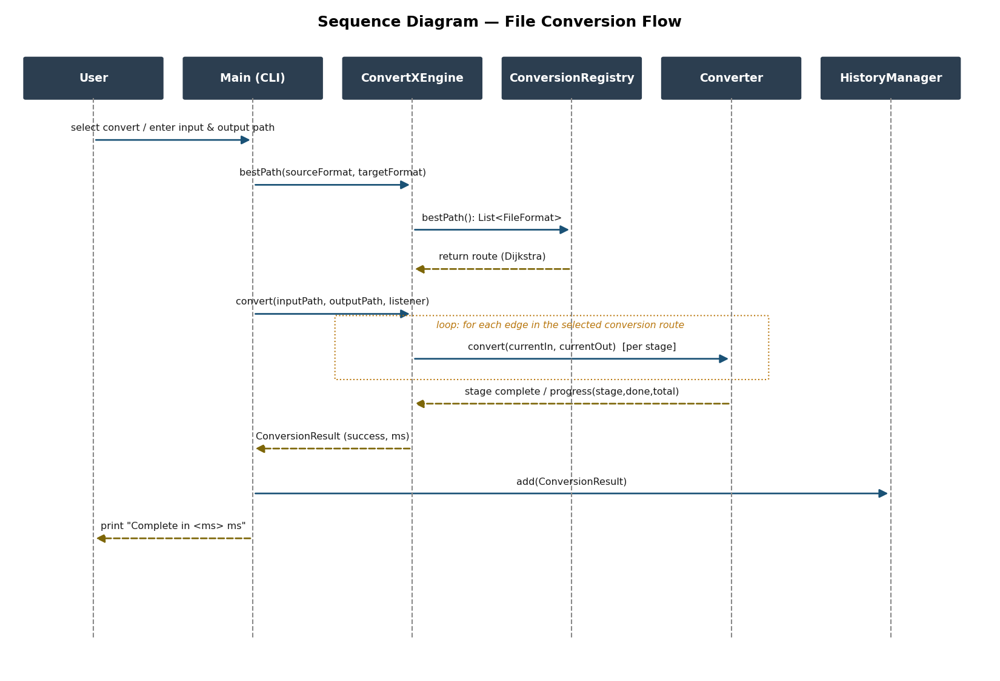 Sequence Diagram — File Conversion Flow
User
Main (CLI)
ConvertXEngine
ConversionRegistry
Converter
HistoryManager
select convert / enter input & output path
bestPath(sourceFormat, targetFormat)
bestPath(): List<FileFormat>
return route (Dijkstra)
convert(inputPath, outputPath, listener)
loop: for each edge in the selected conversion route
convert(currentIn, currentOut)  [per stage]
stage complete / progress(stage,done,total)
ConversionResult (success, ms)
add(ConversionResult)
print "Complete in <ms> ms"